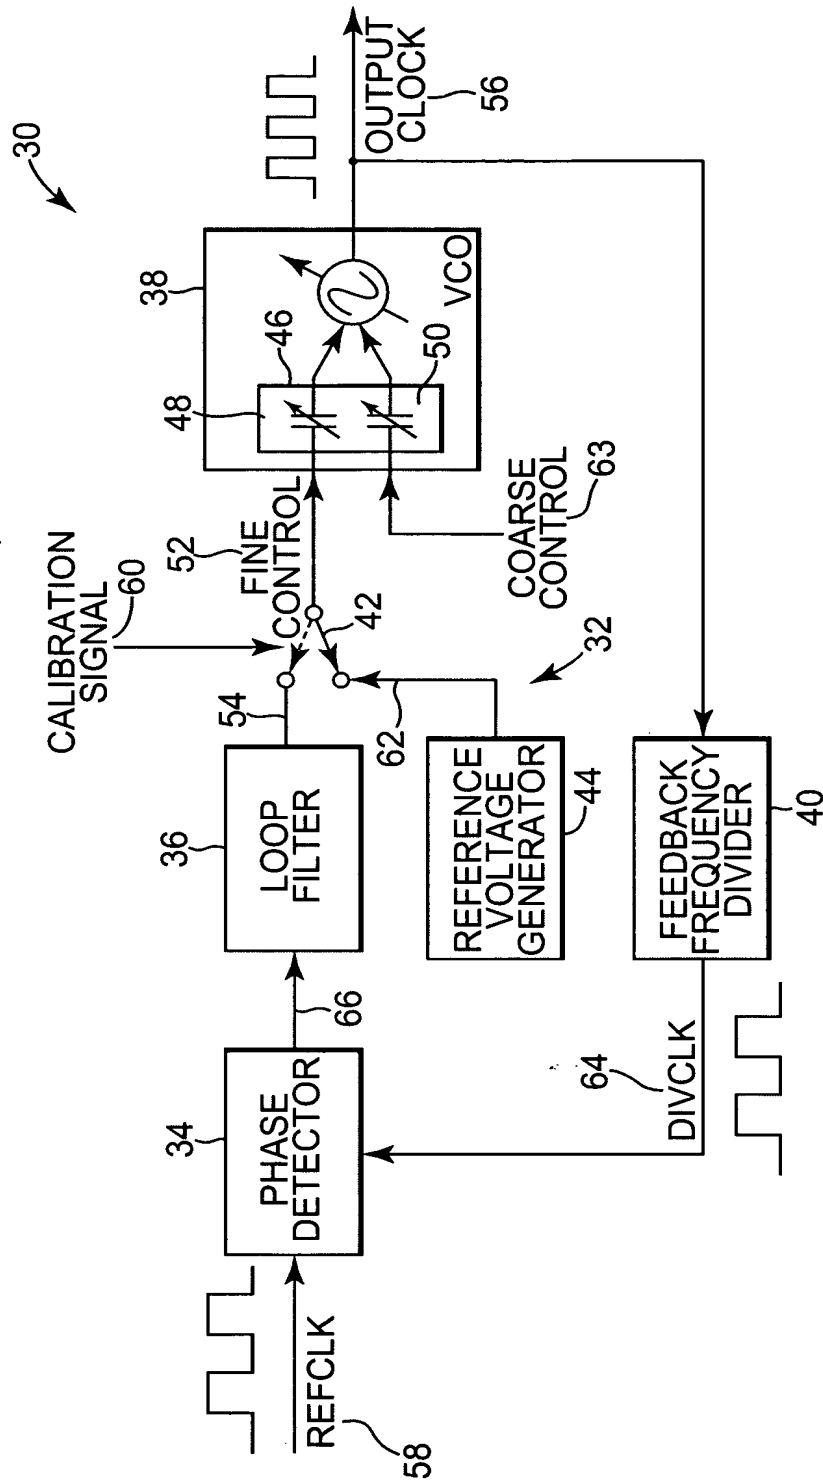 30
38
48
46
50
VCO
OUTPUT
CLOCK
56
CALIBRATION
SIGNAL
60
52
FINE
CONTROL
42
54
62
32
COARSE
CONTROL
63
36
LOOP
FILTER
REFERENCE
VOLTAGE
GENERATOR
44
FEEDBACK
FREQUENCY
DIVIDER
40
66
34
PHASE
DETECTOR
64
DIVCLK
REFCLK
58